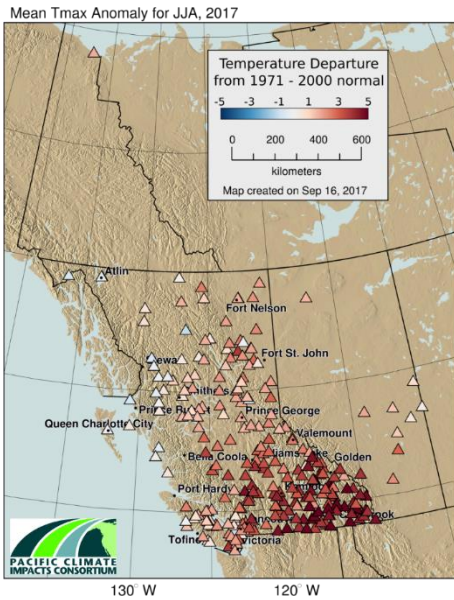 Mean Tmax Anomaly for JJA, 2017
Temperature Departure
from 1971 - 2000 normal
-5 -3 -1 1 3 5
0 200 400 600
kilometers
Map created on Sep 16, 2017
Atlin
Fort Nelson
Fort St. John
Prince George
Queen Charlotte City
Valemount
Golden
Bella Coola
Port Hardy
Tofino
Victoria
PACIFIC CLIMATE
IMPACTS CONSORTIUM
130° W 120° W